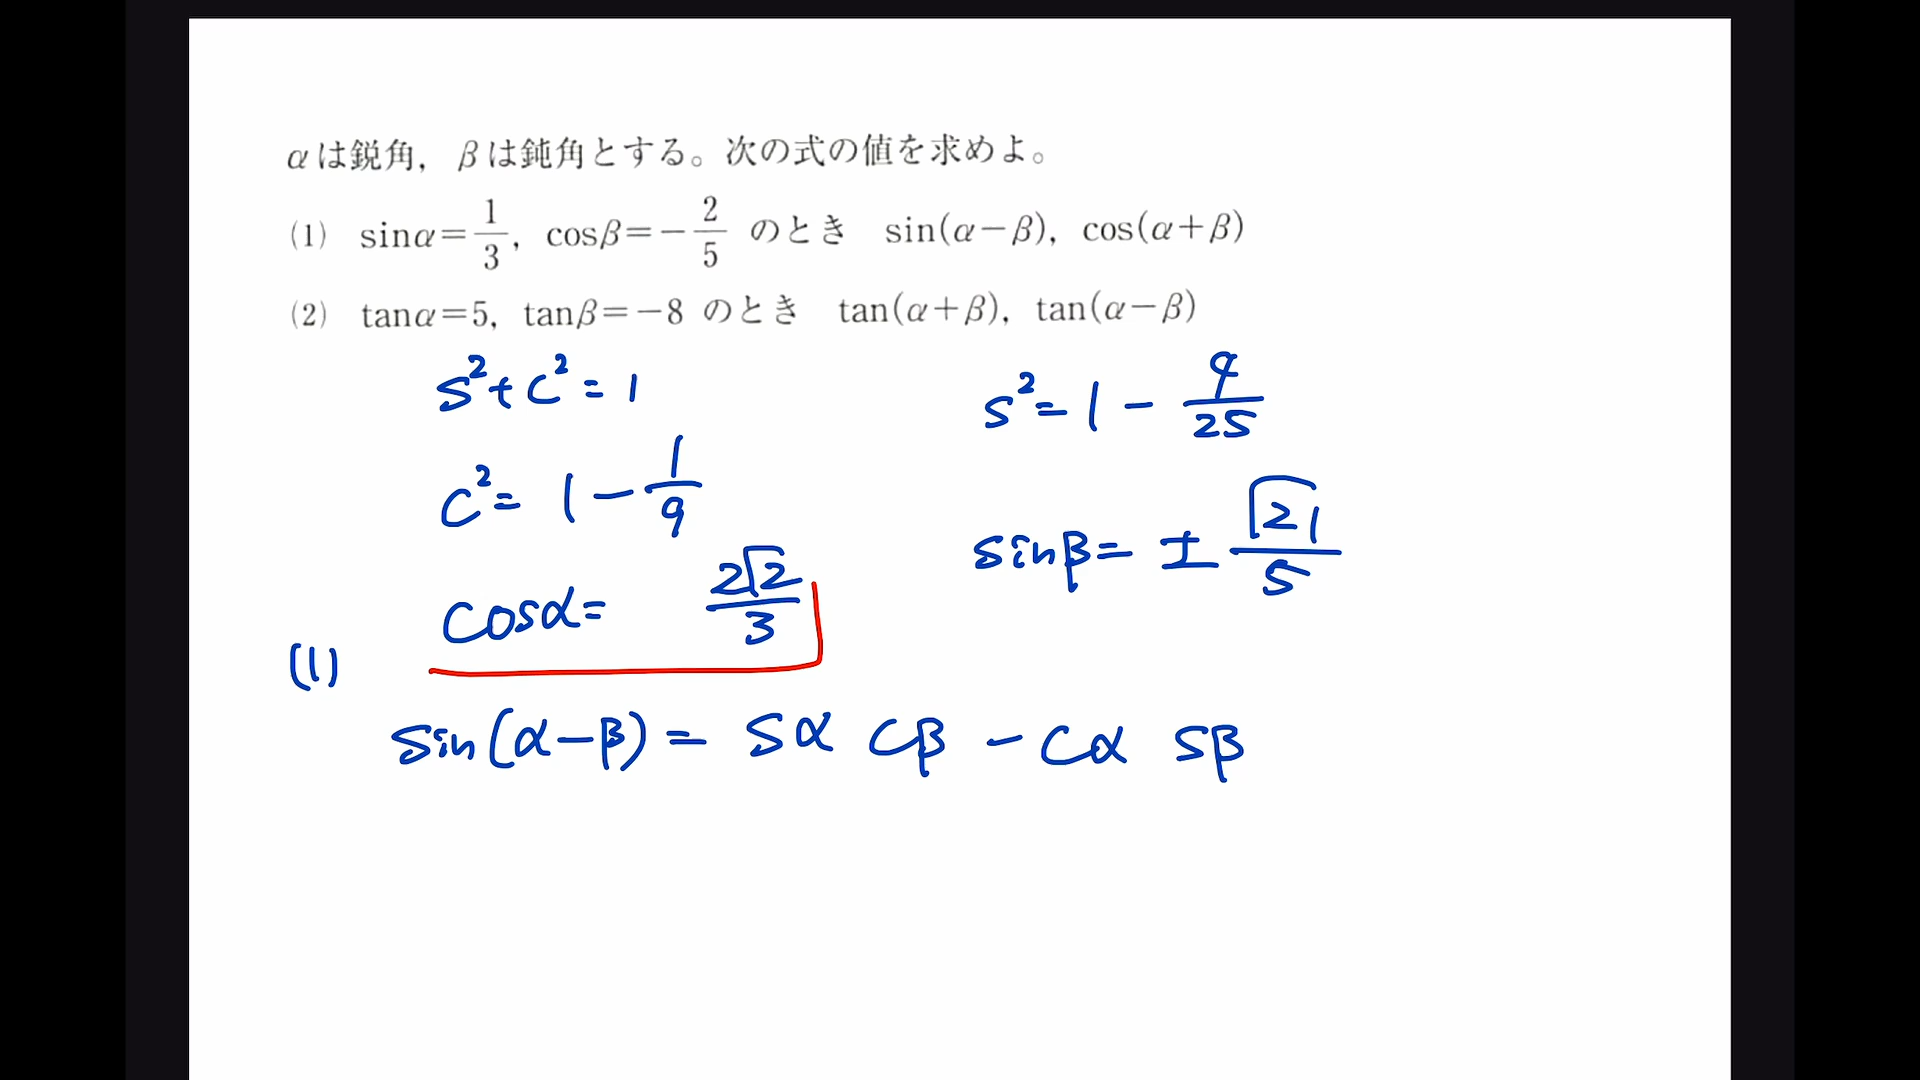 αは鋭角，βは鈍角とする。次の式の値を求めよ。
(1) sinα=1/3, cosβ=−2/5 のとき sin(α−β), cos(α+β)
(2) tanα=5, tanβ=−8 のとき tan(α+β), tan(α−β)
S²+C²=1
C²=1−1/9
cosα= 2√2/3
S²=1−4/25
sinβ=±√21/5
(1)
sin(α−β)=Sα Cβ −Cα Sβ